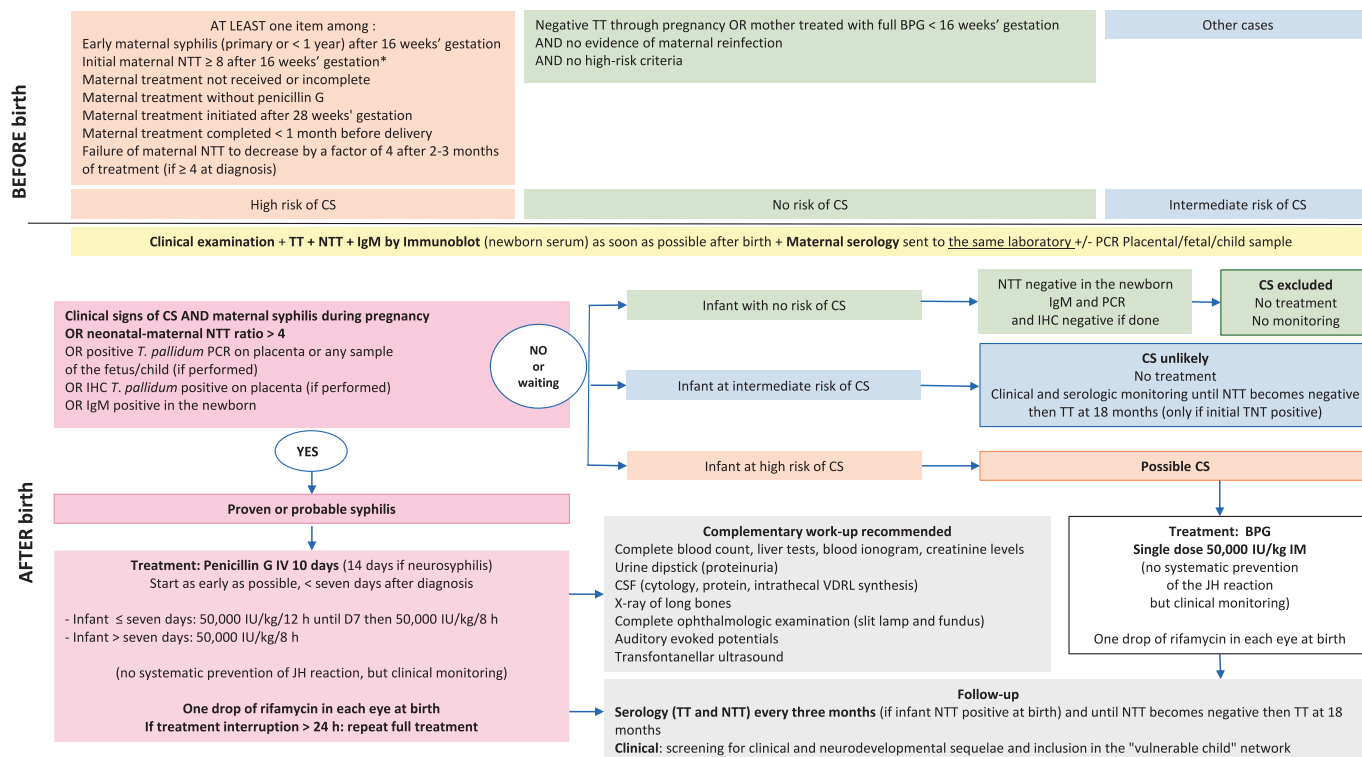 BEFORE birth
AT LEAST one item among :
Early maternal syphilis (primary or < 1 year) after 16 weeks’ gestation
Initial maternal NTT ≥ 8 after 16 weeks’ gestation*
Maternal treatment not received or incomplete
Maternal treatment without penicillin G
Maternal treatment initiated after 28 weeks' gestation
Maternal treatment completed < 1 month before delivery
Failure of maternal NTT to decrease by a factor of 4 after 2-3 months
of treatment (if ≥ 4 at diagnosis)
Negative TT through pregnancy OR mother treated with full BPG < 16 weeks’ gestation
AND no evidence of maternal reinfection
AND no high-risk criteria
Other cases
High risk of CS
No risk of CS
Intermediate risk of CS
Clinical examination + TT + NTT + IgM by Immunoblot (newborn serum) as soon as possible after birth + Maternal serology sent to the same laboratory +/- PCR Placental/fetal/child sample
AFTER birth
Clinical signs of CS AND maternal syphilis during pregnancy
OR neonatal-maternal NTT ratio > 4
OR positive T. pallidum PCR on placenta or any sample
of the fetus/child (if performed)
OR IHC T. pallidum positive on placenta (if performed)
OR IgM positive in the newborn
NO
or
waiting
Infant with no risk of CS
NTT negative in the newborn
IgM and PCR
and IHC negative if done
CS excluded
No treatment
No monitoring
Infant at intermediate risk of CS
CS unlikely
No treatment
Clinical and serologic monitoring until NTT becomes negative
then TT at 18 months (only if initial TNT positive)
Infant at high risk of CS
Possible CS
YES
Proven or probable syphilis
Treatment: Penicillin G IV 10 days (14 days if neurosyphilis)
Start as early as possible, < seven days after diagnosis
- Infant ≤ seven days: 50,000 IU/kg/12 h until D7 then 50,000 IU/kg/8 h
- Infant > seven days: 50,000 IU/kg/8 h
(no systematic prevention of JH reaction, but clinical monitoring)
One drop of rifamycin in each eye at birth
If treatment interruption > 24 h: repeat full treatment
Complementary work-up recommended
Complete blood count, liver tests, blood ionogram, creatinine levels
Urine dipstick (proteinuria)
CSF (cytology, protein, intrathecal VDRL synthesis)
X-ray of long bones
Complete ophthalmologic examination (slit lamp and fundus)
Auditory evoked potentials
Transfontanellar ultrasound
Treatment: BPG
Single dose 50,000 IU/kg IM
(no systematic prevention
of the JH reaction
but clinical monitoring)
One drop of rifamycin in each eye at birth
Follow-up
Serology (TT and NTT) every three months (if infant NTT positive at birth) and until NTT becomes negative then TT at 18
months
Clinical: screening for clinical and neurodevelopmental sequelae and inclusion in the "vulnerable child" network